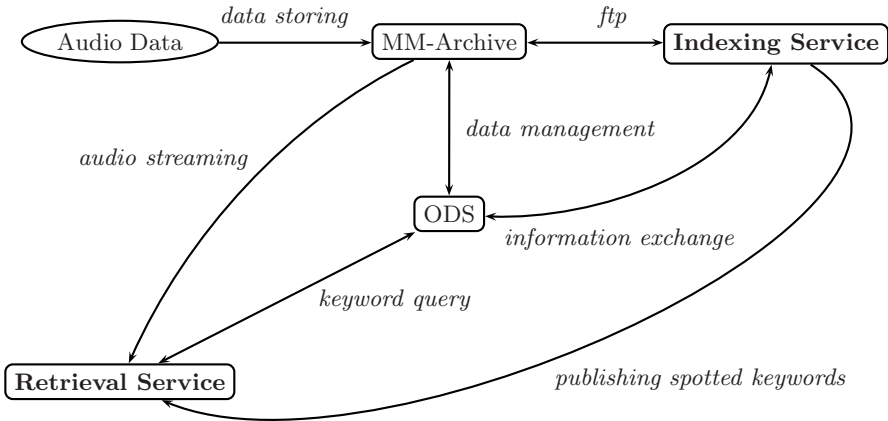 data storing
ftp
Audio Data
MM-Archive
Indexing Service
data management
audio streaming
ODS
information exchange
keyword query
Retrieval Service
publishing spotted keywords